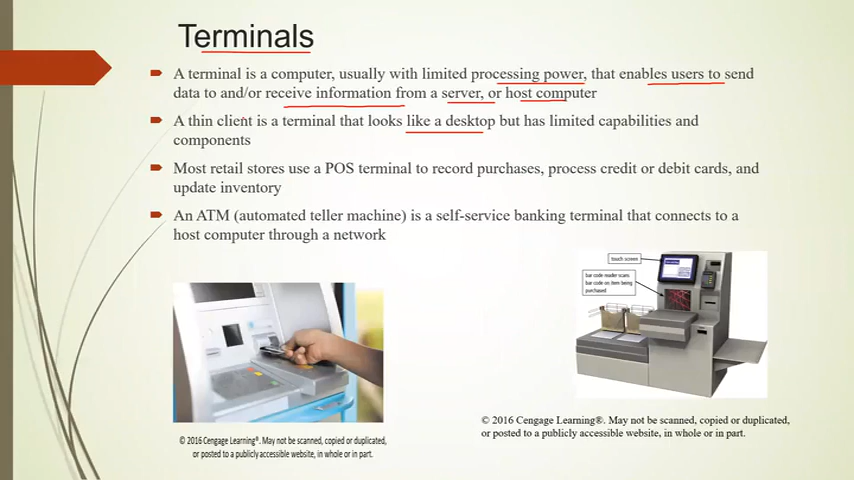 Terminals
A terminal is a computer, usually with limited processing power, that enables users to send
data to and/or receive information from a server, or host computer
A thin client is a terminal that looks like a desktop but has limited capabilities and
components
Most retail stores use a POS terminal to record purchases, process credit or debit cards, and
update inventory
An ATM (automated teller machine) is a self-service banking terminal that connects to a
host computer through a network
touch screen
bar code reader scans
bar code on item being
purchased
© 2016 Cengage Learning®. May not be scanned, copied or duplicated,
or posted to a publicly accessible website, in whole or in part.
© 2016 Cengage Learning®. May not be scanned, copied or duplicated,
or posted to a publicly accessible website, in whole or in part.